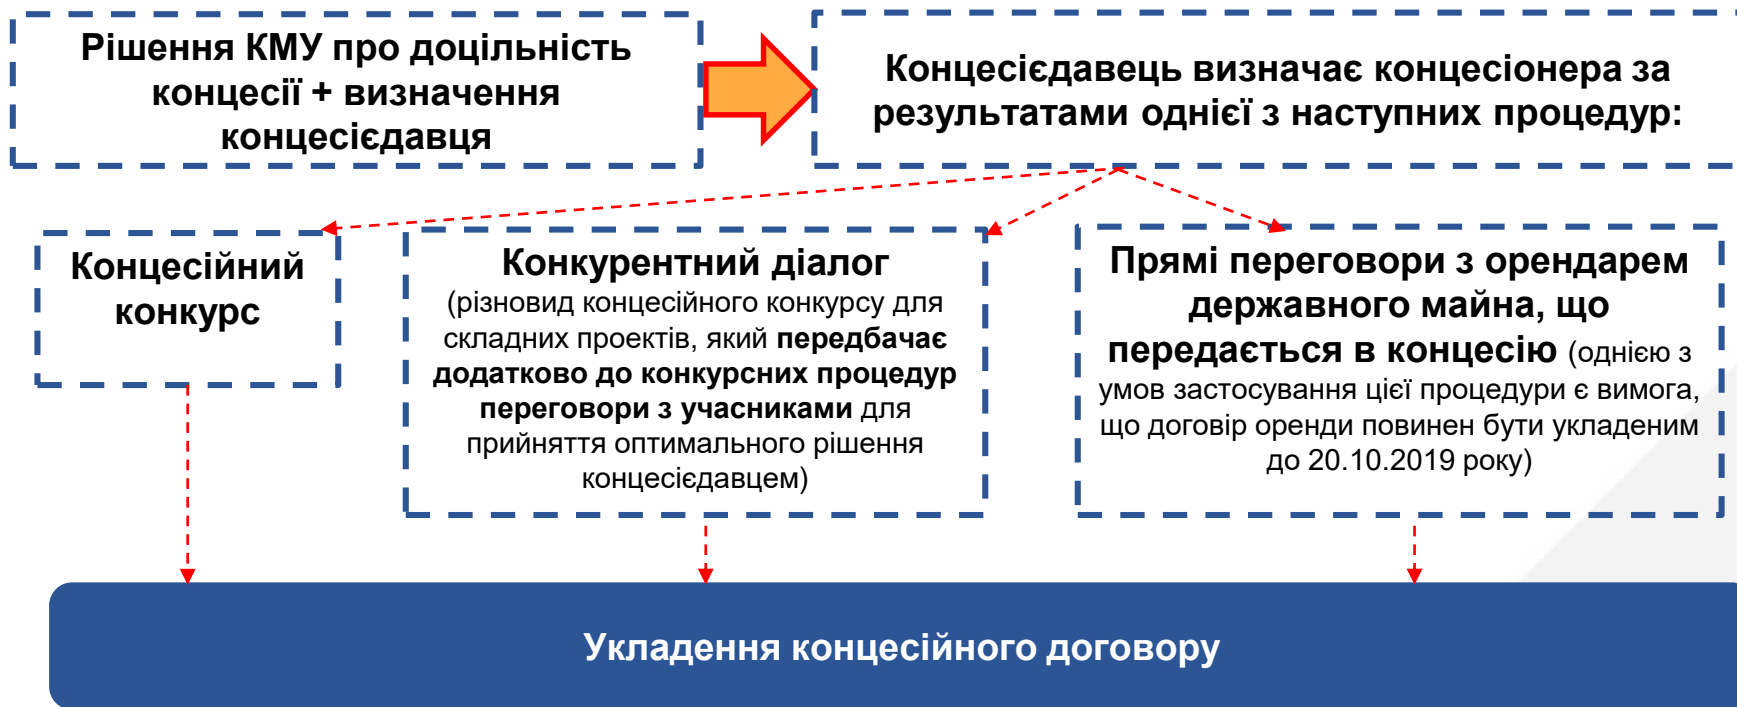 Рішення КМУ про доцільність
концесії + визначення
концесієдавця
Концесієдавець визначає концесіонера за
результатами однієї з наступних процедур:
Концесійний
конкурс
Конкурентний діалог
(різновид концесійного конкурсу для
складних проектів, який передбачає
додатково до конкурсних процедур
переговори з учасниками для
прийняття оптимального рішення
концесієдавцем)
Прямі переговори з орендарем
державного майна, що
передається в концесію (однією з
умов застосування цієї процедури є вимога,
що договір оренди повинен бути укладеним
до 20.10.2019 року)
Укладення концесійного договору